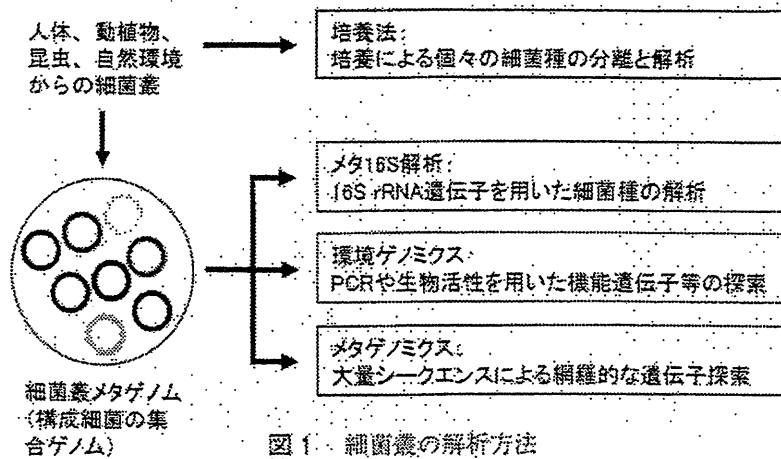 人体、動植物、
昆虫、自然環境
からの細菌叢
培養法:
培養による個々の細菌種の分離と解析
メタ16S解析:
16S rRNA遺伝子を用いた細菌種の解析
環境ゲノミクス
PCRや生物活性を用いた機能遺伝子等の探索
メタゲノミクス:
大量シークエンスによる網羅的な遺伝子探索
細菌叢メタゲノム
(構成細菌の集
合ゲノム)
図1 細菌叢の解析方法